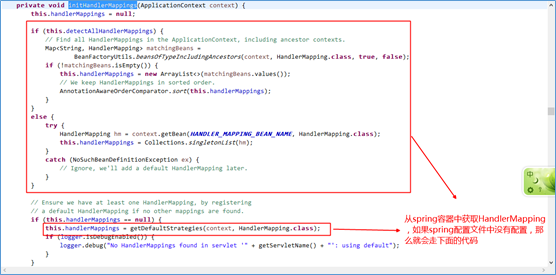 private void initHandlerMappings(ApplicationContext context) {
this.handlerMappings = null;
if (this.detectAllHandlerMappings) {
// Find all HandlerMappings in the ApplicationContext, including ancestor contexts.
Map<String, HandlerMapping> matchingBeans =
BeanFactoryUtils.beansOfTypeIncludingAncestors(context, HandlerMapping.class, true, false);
if (!matchingBeans.isEmpty()) {
this.handlerMappings = new ArrayList<>(matchingBeans.values());
// We keep HandlerMappings in sorted order.
AnnotationAwareOrderComparator.sort(this.handlerMappings);
}
}
else {
try {
HandlerMapping hm = context.getBean(HANDLER_MAPPING_BEAN_NAME, HandlerMapping.class);
this.handlerMappings = Collections.singletonList(hm);
}
catch (NoSuchBeanDefinitionException ex) {
// Ignore, we'll add a default HandlerMapping later.
}
}
从spring容器中获取HandlerMapping
，如果spring配置文件中没有配置，那
么就会走下面的代码
// Ensure we have at least one HandlerMapping, by registering
// a default HandlerMapping if no other mappings are found.
if (this.handlerMappings == null) {
this.handlerMappings = getDefaultStrategies(context, HandlerMapping.class);
if (logger.isDebugEnabled()) {
logger.debug("No HandlerMappings found in servlet '" + getServletName() + "': using default");
}
}